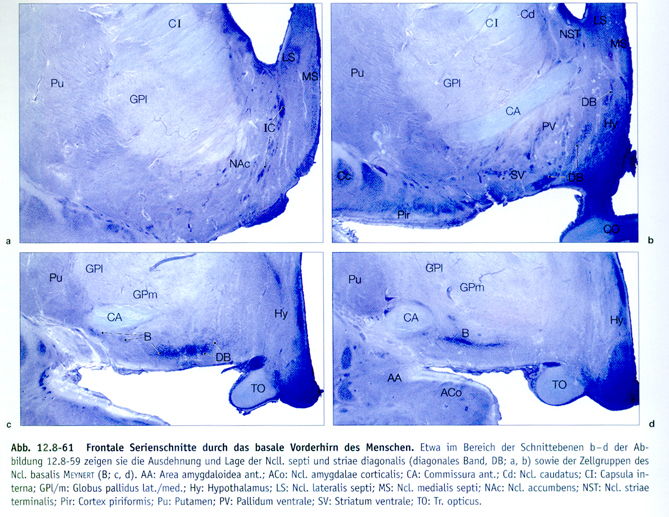 CI
LS
MS
Pu
GPl
IC
NAc
a
CI
Cd
NST
LS
MS
Pu
GPl
CA
DB
PV
Hy
SV
DB
CL
Pir
CO
b
Pu
GPl
GPm
CA
Hy
B
DB
TO
c
Pu
GPl
GPm
CA
Hy
B
AA
ACo
TO
d
Abb. 12.8-61 Frontale Serienschnitte durch das basale Vorderhirn des Menschen. Etwa im Bereich der Schnittebenen b–d der Ab-
bildung 12.8-59 zeigen sie die Ausdehnung und Lage der Ncll. septi und striae diagonalis (diagonales Band, DB; a, b) sowie der Zellgruppen des
Ncl. basalis MEYNERT (B; c, d). AA: Area amygdaloidea ant.; ACo: Ncl. amygdalae corticalis; CA: Commissura ant.; Cd: Ncl. caudatus; CI: Capsula in-
terna; GPl/m: Globus pallidus lat./med.; Hy: Hypothalamus; LS: Ncl. lateralis septi; MS: Ncl. medialis septi; NAc: Ncl. accumbens; NST: Ncl. striae
terminalis; Pir: Cortex piriformis; Pu: Putamen; PV: Pallidum ventrale; SV: Striatum ventrale; TO: Tr. opticus.